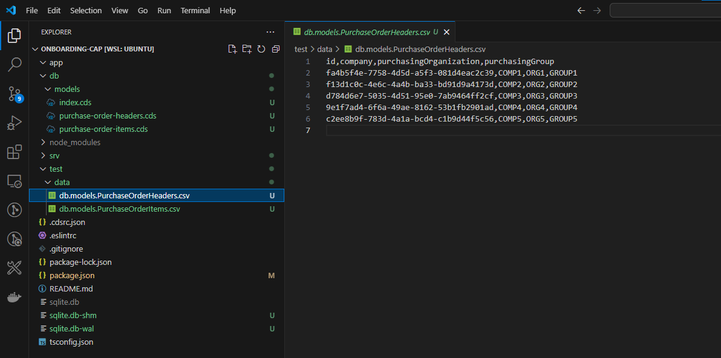 File Edit Selection View Go Run Terminal Help
EXPLORER
ONBOARDING-CAP [WSL: UBUNTU]
app
db
models
index.cds
purchase-order-headers.cds
purchase-order-items.cds
node_modules
srv
test
data
db.models.PurchaseOrderHeaders.csv U
db.models.PurchaseOrderItems.csv U
.cdsrc.json
.eslintrc
.gitignore
package-lock.json
package.json M
README.md
sqlite.db
sqlite.db-shm U
sqlite.db-wal U
tsconfig.json
9
db.models.PurchaseOrderHeaders.csv U
test > data > db.models.PurchaseOrderHeaders.csv
1 id,company,purchasingOrganization,purchasingGroup
2 fa4b5f4e-7758-4d5d-a5f3-081d4eac2c39,COMP1,ORG1,GROUP1
3 f13d1c0c-4e6c-4a4b-ba33-bd91d9a4173d,COMP2,ORG2,GROUP2
4 d784d6e7-5035-4d51-95e0-7ab9464ff2cf,COMP3,ORG3,GROUP3
5 9e1f7ad4-6f6a-49ae-8162-53b1fb2901ad,COMP4,ORG4,GROUP4
6 c2ee8b9f-783d-4a1a-bcd4-c1b9d44f5c56,COMP5,ORG5,GROUP5
7